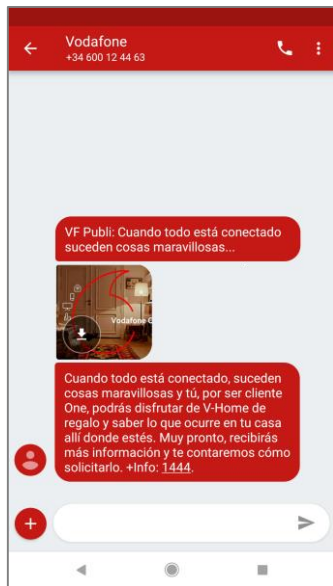 Vodafone
+34 600 12 44 63
VF Publi: Cuando todo está conectado
suceden cosas maravillosas...
Vodafone
Cuando todo está conectado, suceden
cosas maravillosas y tú, por ser cliente
One, podrás disfrutar de V-Home de
regalo y saber lo que ocurre en tu casa
allí donde estés. Muy pronto, recibirás
más información y te contaremos cómo
solicitarlo. +Info: 1444.